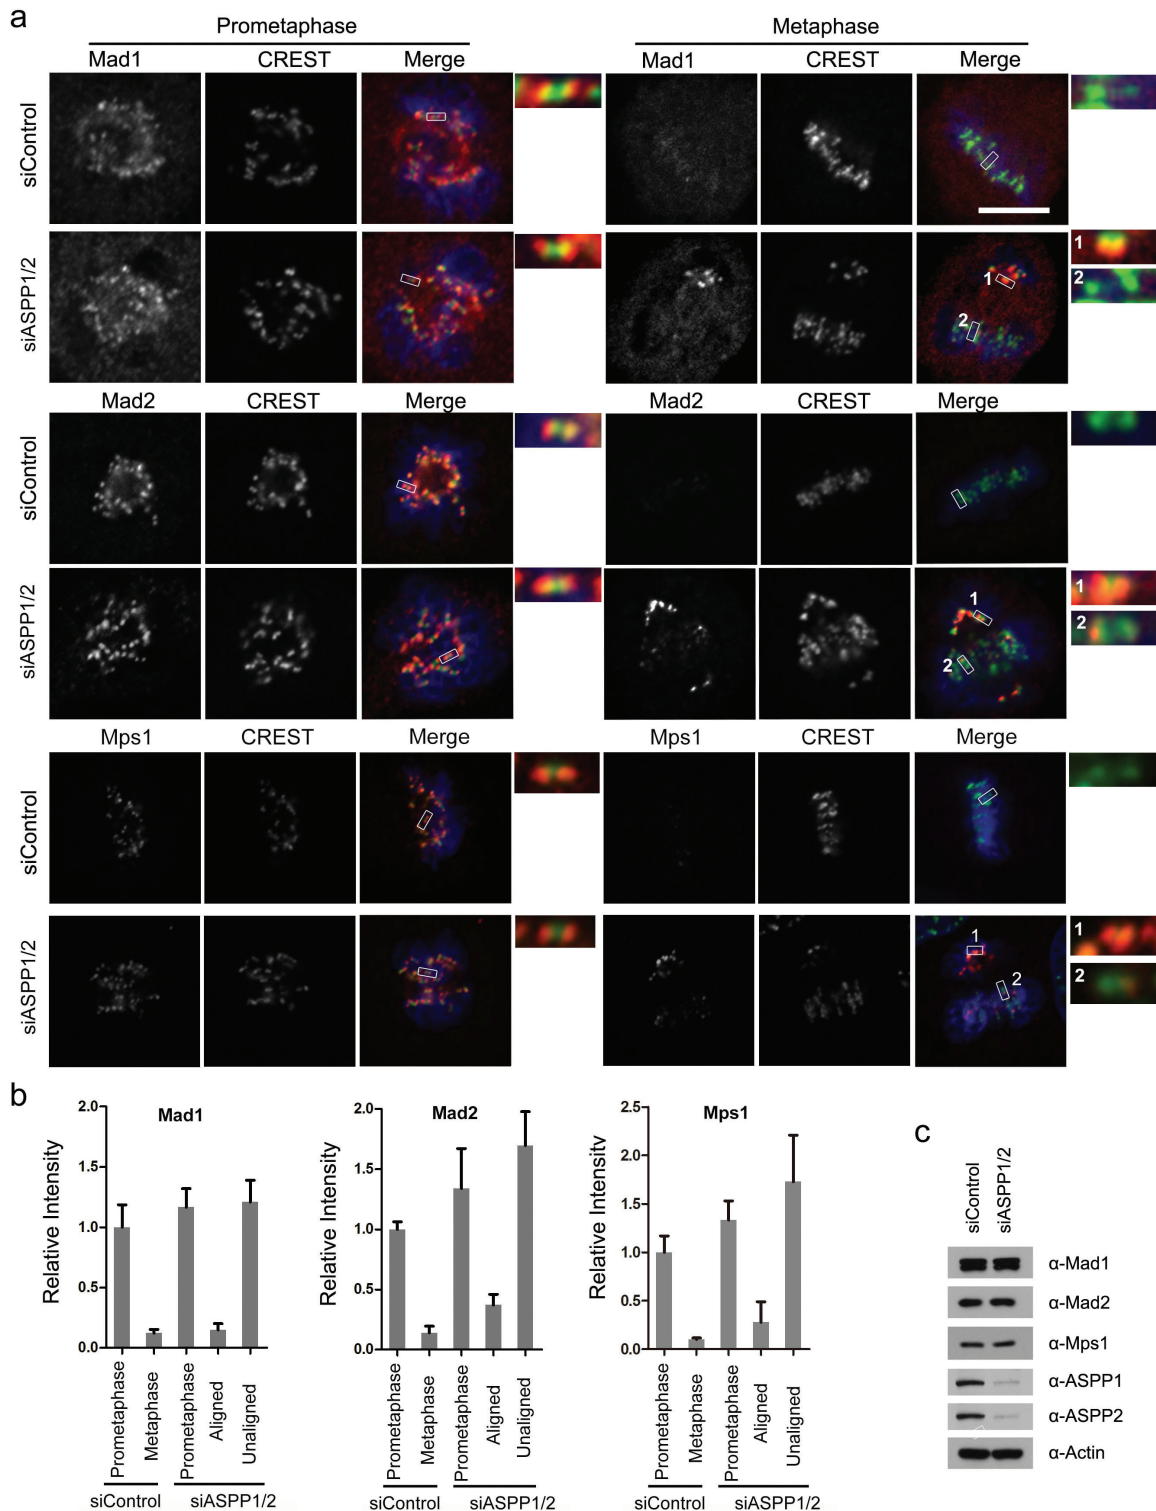 a
Prometaphase Metaphase
Mad1 CREST Merge Mad1 CREST Merge
siControl
siASPP1/2
1
2
1
2
Mad2 CREST Merge Mad2 CREST Merge
siControl
siASPP1/2
1
2
1
2
Mps1 CREST Merge Mps1 CREST Merge
siControl
siASPP1/2
1
2
1
2
b
Mad1
Relative Intensity
2.0
1.5
1.0
0.5
0.0
Prometaphase
Metaphase
Prometaphase
Aligned
Unaligned
siControl siASPP1/2
Mad2
Relative Intensity
2.0
1.5
1.0
0.5
0.0
Prometaphase
Metaphase
Prometaphase
Aligned
Unaligned
siControl siASPP1/2
Mps1
Relative Intensity
2.5
2.0
1.5
1.0
0.5
0.0
Prometaphase
Metaphase
Prometaphase
Aligned
Unaligned
siControl siASPP1/2
c
siControl
siASPP1/2
α-Mad1
α-Mad2
α-Mps1
α-ASPP1
α-ASPP2
α-Actin